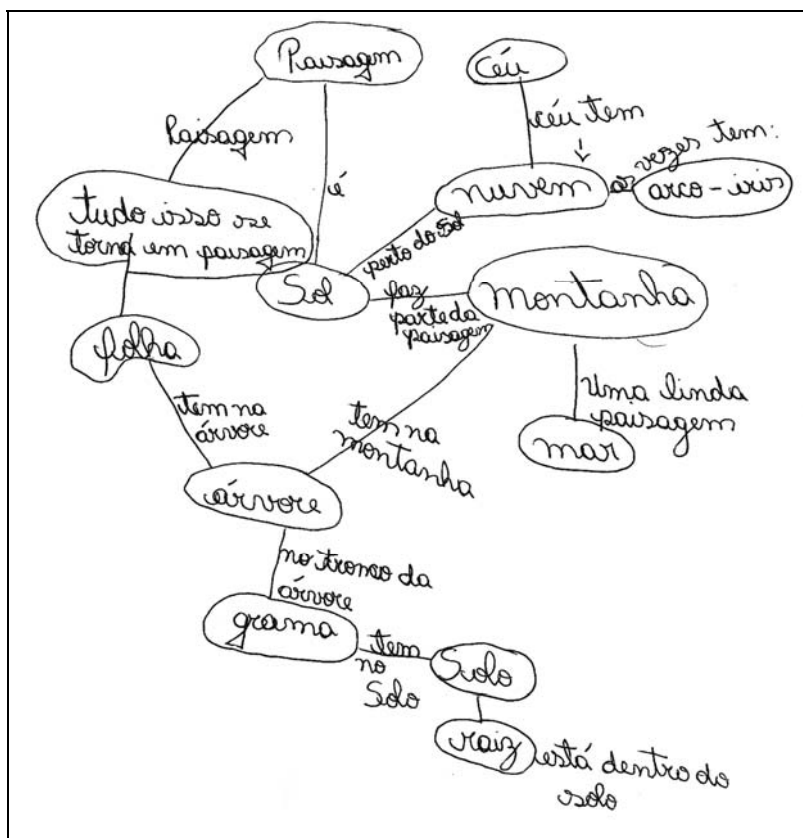 Paisagem
Céu
Paisagem
céu tem
é
às vezes tem:
tudo isso se
torna em paisagem
nuvem
arco-iris
perto do Sol
Sol
faz
parte da
paisagem
montanha
folha
Uma linda
paisagem
tem na
árvore
tem na
montanha
mar
árvore
no tronco da
árvore
grama
tem
no
Solo
Solo
raiz
está dentro do
solo